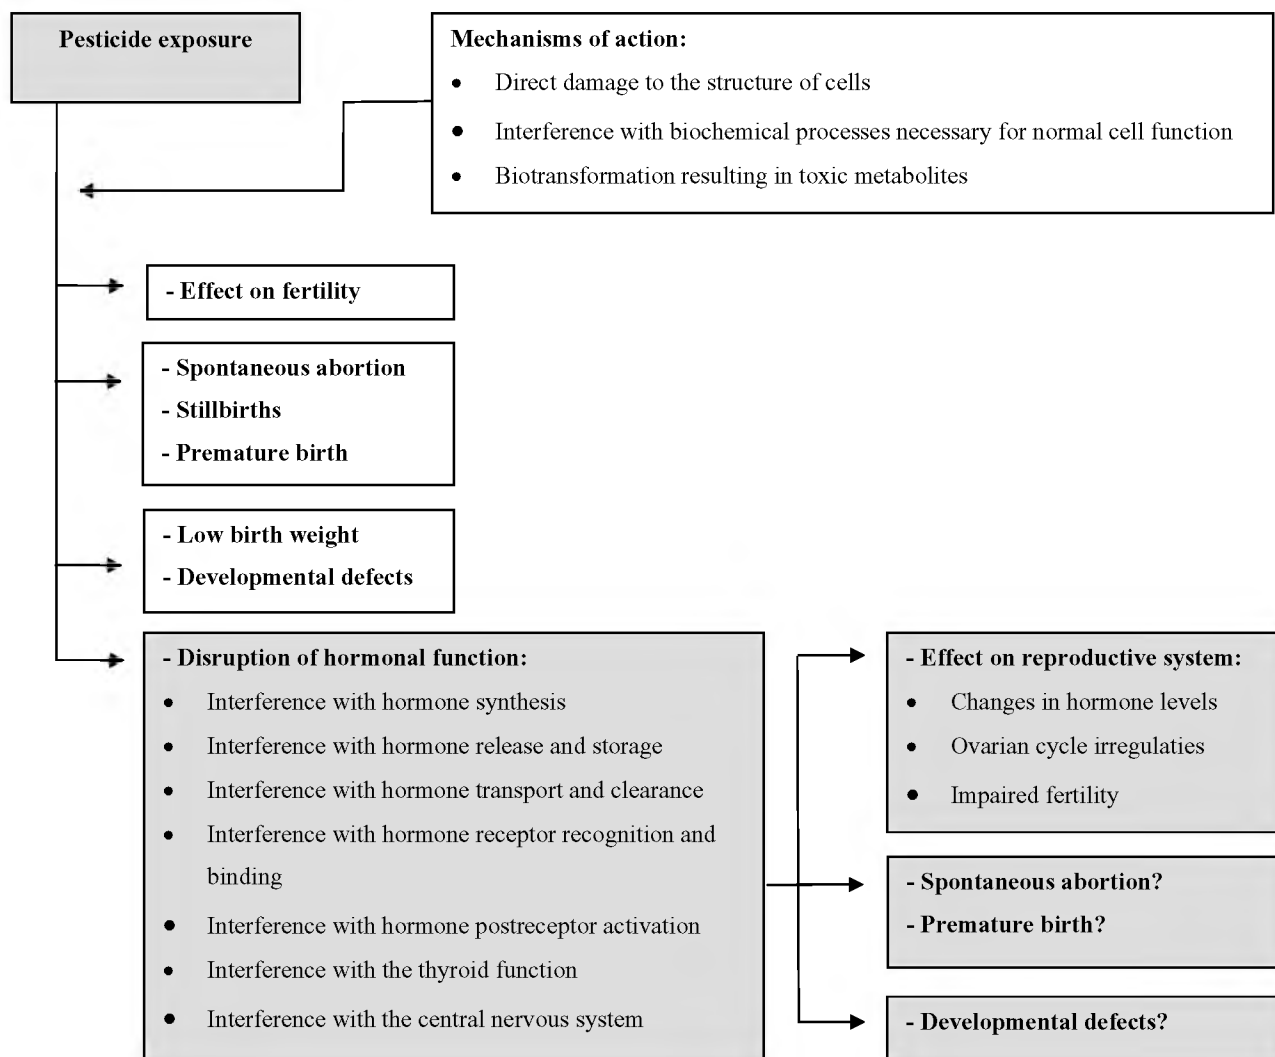 Pesticide exposure
Mechanisms of action:
• Direct damage to the structure of cells
• Interference with biochemical processes necessary for normal cell function
• Biotransformation resulting in toxic metabolites
- Effect on fertility
- Spontaneous abortion
- Stillbirths
- Premature birth
- Low birth weight
- Developmental defects
- Disruption of hormonal function:
• Interference with hormone synthesis
• Interference with hormone release and storage
• Interference with hormone transport and clearance
• Interference with hormone receptor recognition and
binding
• Interference with hormone postreceptor activation
• Interference with the thyroid function
• Interference with the central nervous system
- Effect on reproductive system:
• Changes in hormone levels
• Ovarian cycle irregulaties
• Impaired fertility
- Spontaneous abortion?
- Premature birth?
- Developmental defects?